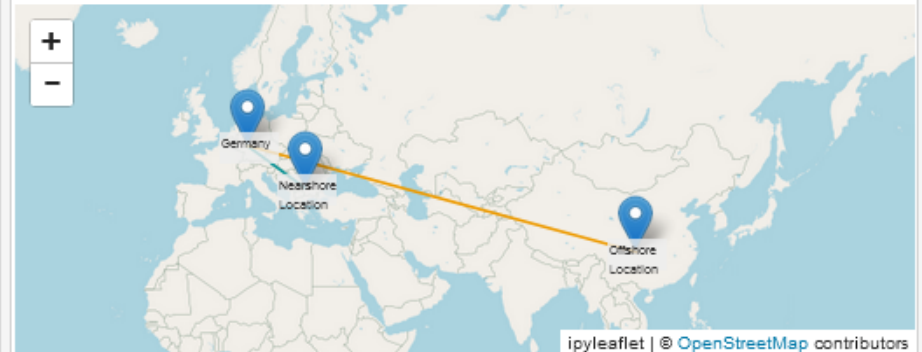 +
−
Germany
Nearshore
Location
Offshore
Location
ipyleaflet | © OpenStreetMap contributors